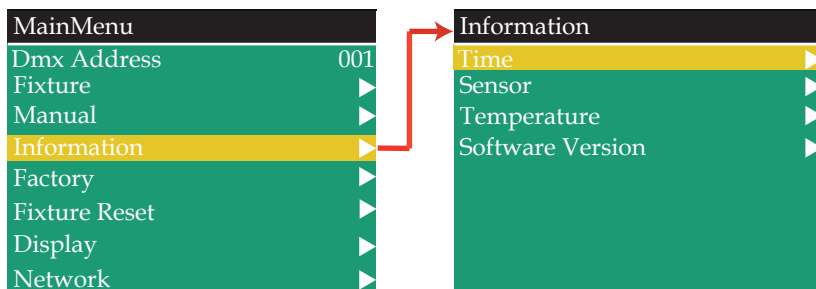 MainMenu
Dmx Address 001
Fixture
Manual
Information
Factory
Fixture Reset
Display
Network
Information
Time
Sensor
Temperature
Software Version